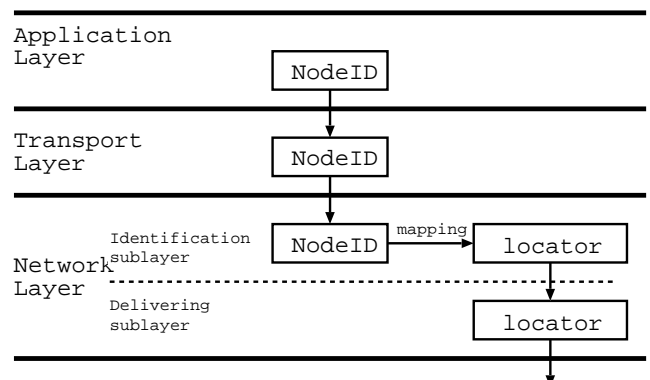 Application
Layer
NodeID
Transport
Layer
NodeID
Network
Layer
Identification
sublayer
NodeID
mapping
locator
Delivering
sublayer
locator